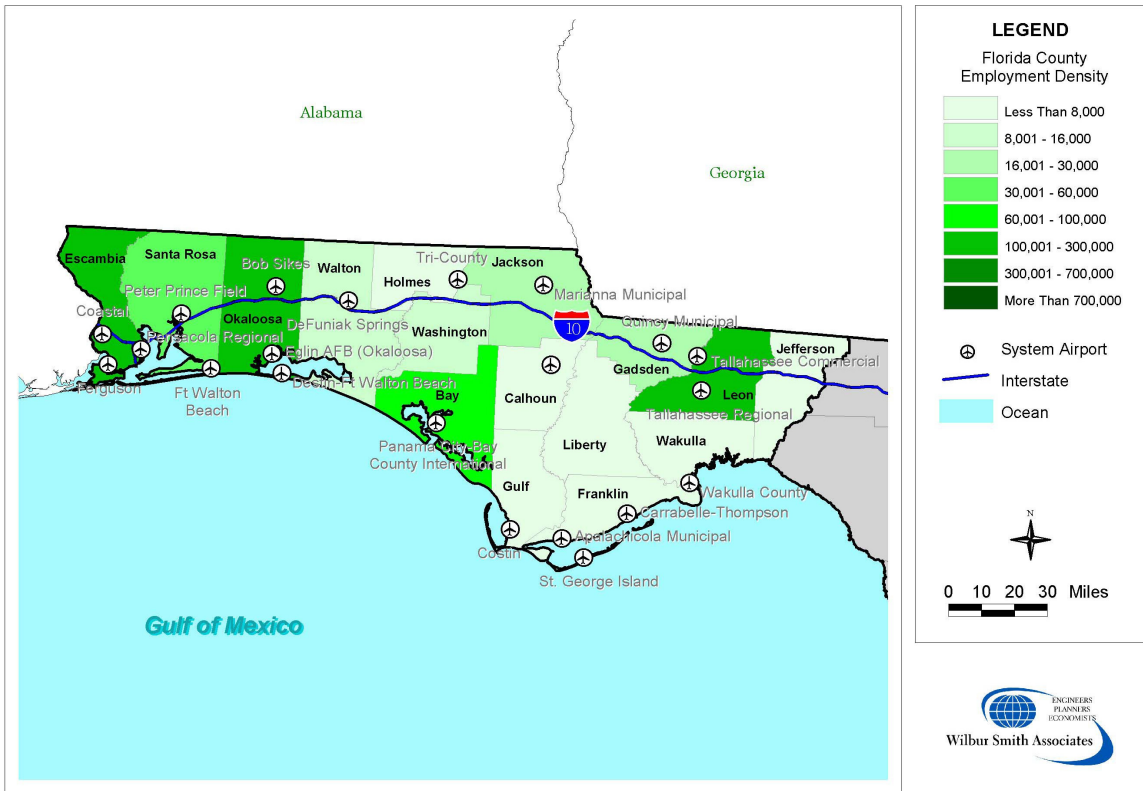 Alabama
Georgia
Escambia
Santa Rosa
Bob Sikes
Walton
Holmes
Tri-County
Jackson
Marianna Municipal
Peter Prince Field
Coastal
Okaloosa
DeFuniak Springs
Washington
10
Quincy Municipal
Jefferson
Pensacola Regional
Eglin AFB (Okaloosa)
Tallahassee Commercial
Gadsden
Ferguson
Ft Walton
Beach
Destin-Ft Walton Beach
Bay
Calhoun
Leon
Tallahassee Regional
Panama City-Bay
County International
Liberty
Wakulla
Gulf
Franklin
Wakulla County
Carrabelle-Thompson
Costin
Apalachicola Municipal
St. George Island
Gulf of Mexico
LEGEND
Florida County
Employment Density
Less Than 8,000
8,001 - 16,000
16,001 - 30,000
30,001 - 60,000
60,001 - 100,000
100,001 - 300,000
300,001 - 700,000
More Than 700,000
System Airport
Interstate
Ocean
N
0 10 20 30 Miles
ENGINEERS
PLANNERS
ECONOMISTS
Wilbur Smith Associates